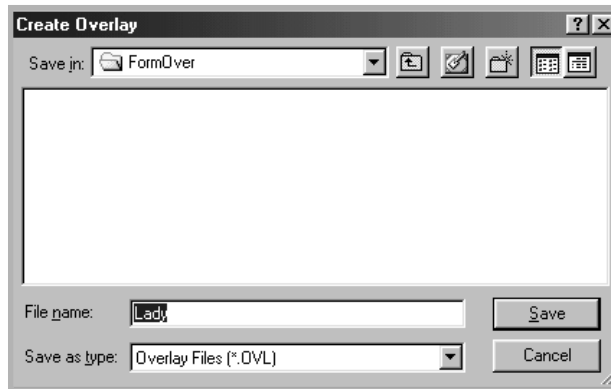 Create Overlay
Save in: FormOver
File name: Lady Save
Save as type: Overlay Files (*.OVL) Cancel